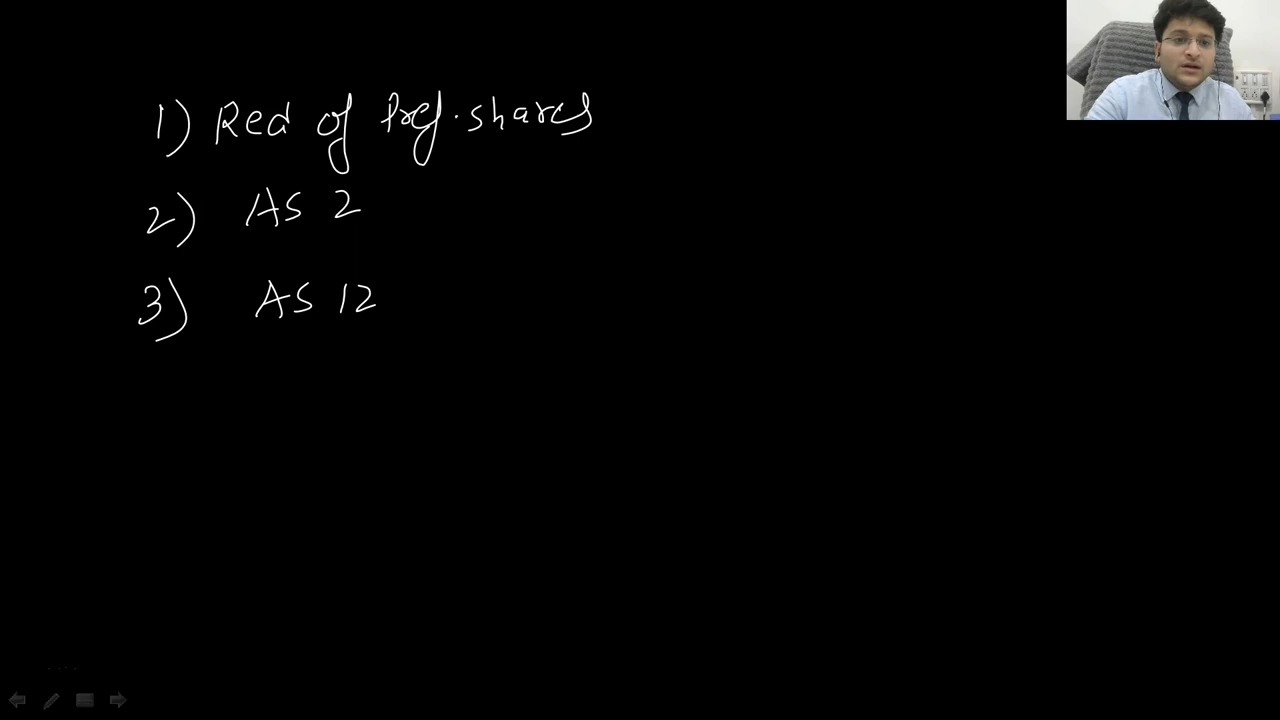 1) Red of Pref. shares
2) AS 2
3) AS 12